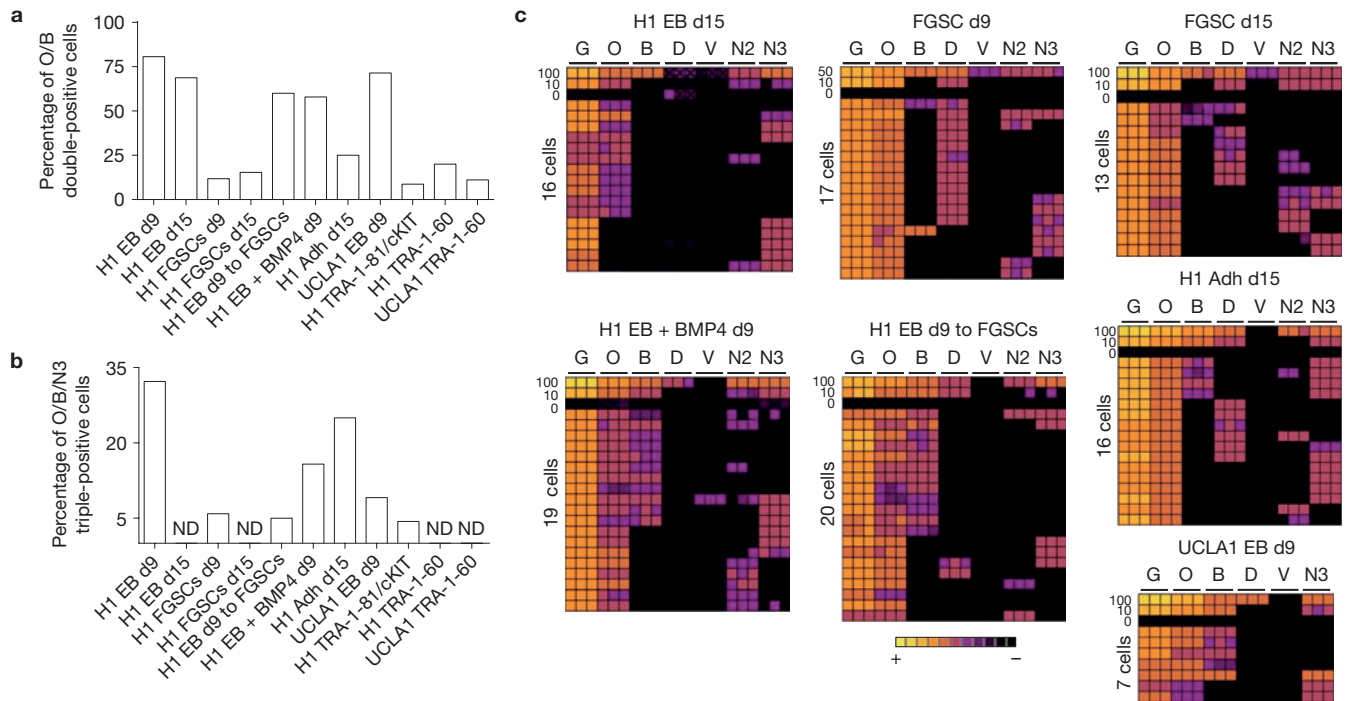 a
Percentage of O/B
double-positive cells
100
75
50
25
0
H1 EB d9
H1 EB d15
H1 FGSCs d9
H1 FGSCs d15
H1 EB d9 to FGSCs
H1 EB + BMP4 d9
H1 Adh d15
UCLA1 EB d9
H1 TRA-1-81/cKIT
H1 TRA-1-60
UCLA1 TRA-1-60
b
Percentage of O/B/N3
triple-positive cells
35
20
5
ND
ND
ND
ND
H1 EB d9
H1 EB d15
H1 FGSCs d9
H1 FGSCs d15
H1 EB d9 to FGSCs
H1 EB + BMP4 d9
H1 Adh d15
UCLA1 EB d9
H1 TRA-1-81/cKIT
H1 TRA-1-60
UCLA1 TRA-1-60
c
H1 EB d15
G O B D V N2 N3
100
10
0
16 cells
FGSC d9
G O B D V N2 N3
50
10
0
17 cells
FGSC d15
G O B D V N2 N3
100
10
0
13 cells
H1 EB + BMP4 d9
G O B D V N2 N3
100
10
0
19 cells
H1 EB d9 to FGSCs
G O B D V N2 N3
100
10
0
20 cells
+ −
H1 Adh d15
G O B D V N2 N3
100
10
0
16 cells
UCLA1 EB d9
G O B D V N3
100
10
0
7 cells